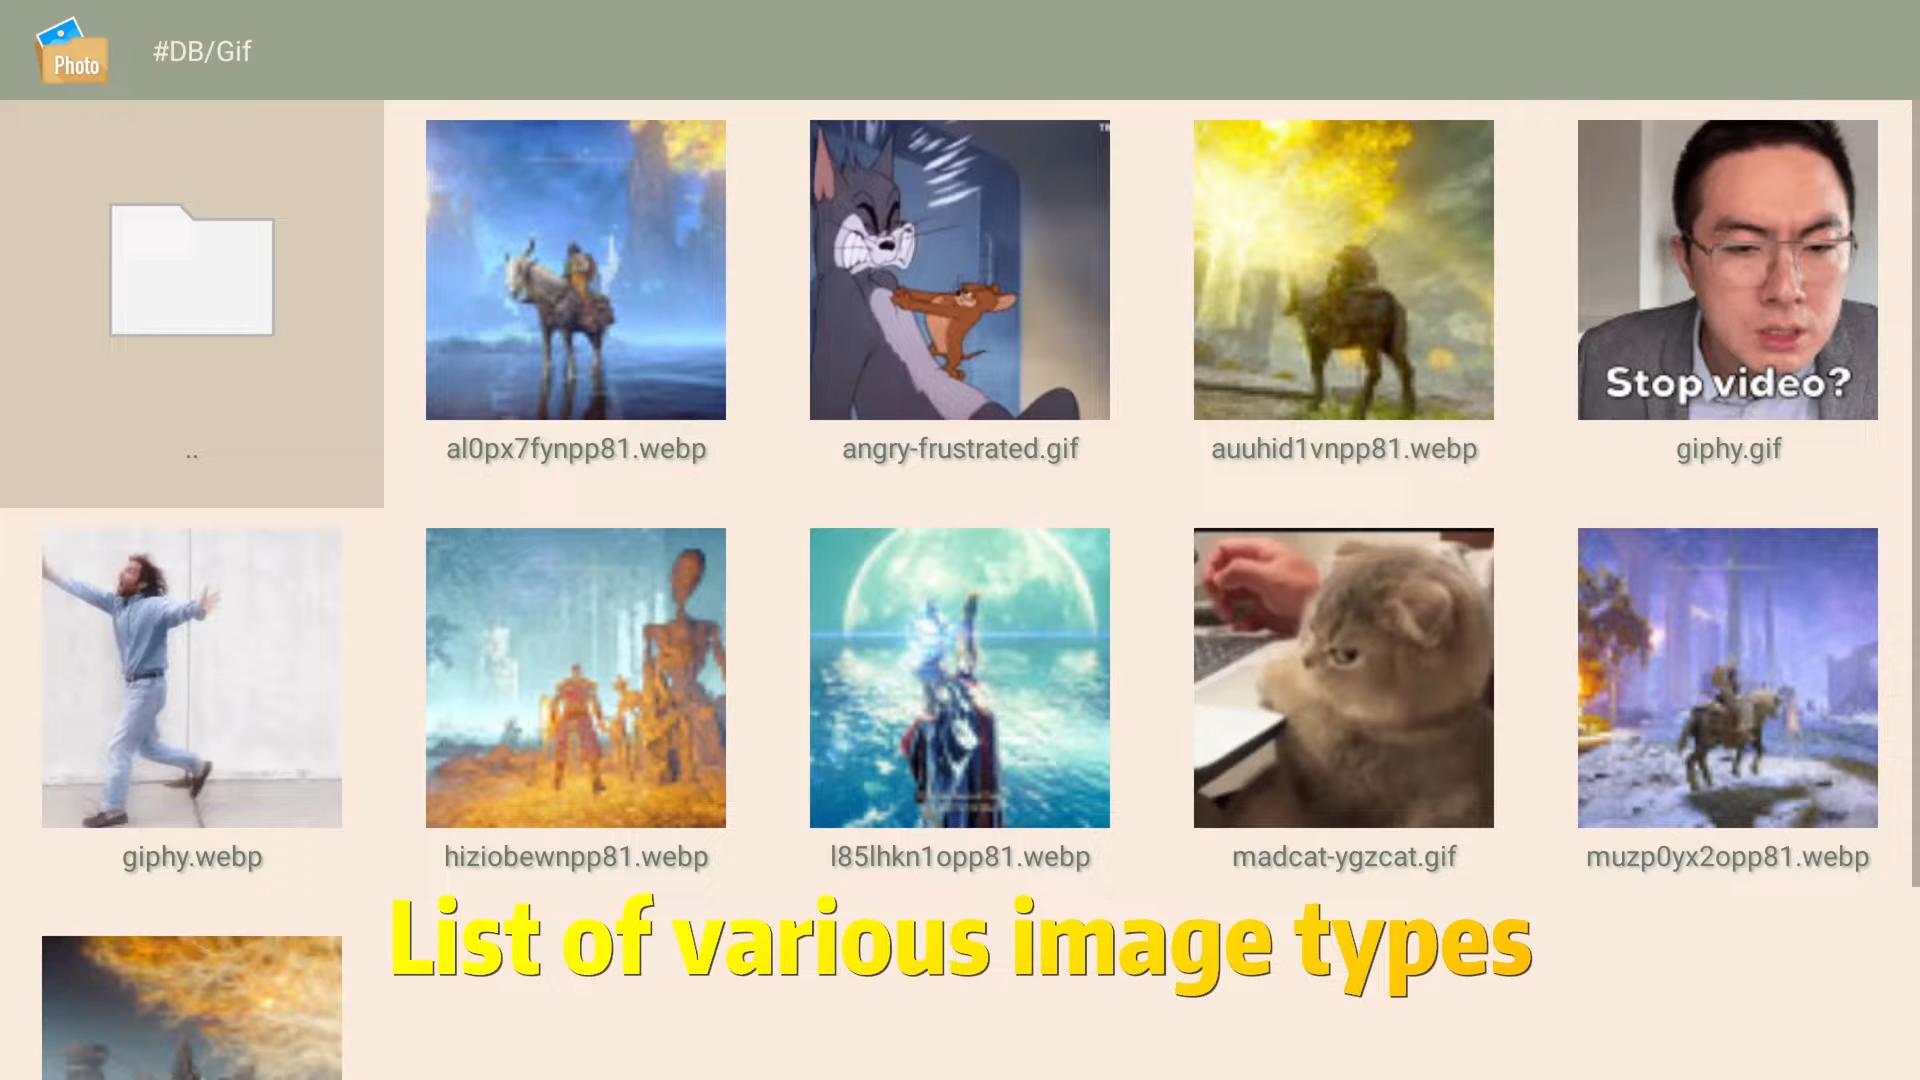 Photo
#DB/Gif
..
al0px7fynpp81.webp
angry-frustrated.gif
auuhid1vnpp81.webp
Stop video?
giphy.gif
giphy.webp
hiziobewnpp81.webp
l85lhkn1opp81.webp
madcat-ygzcat.gif
muzp0yx2opp81.webp
List of various image types